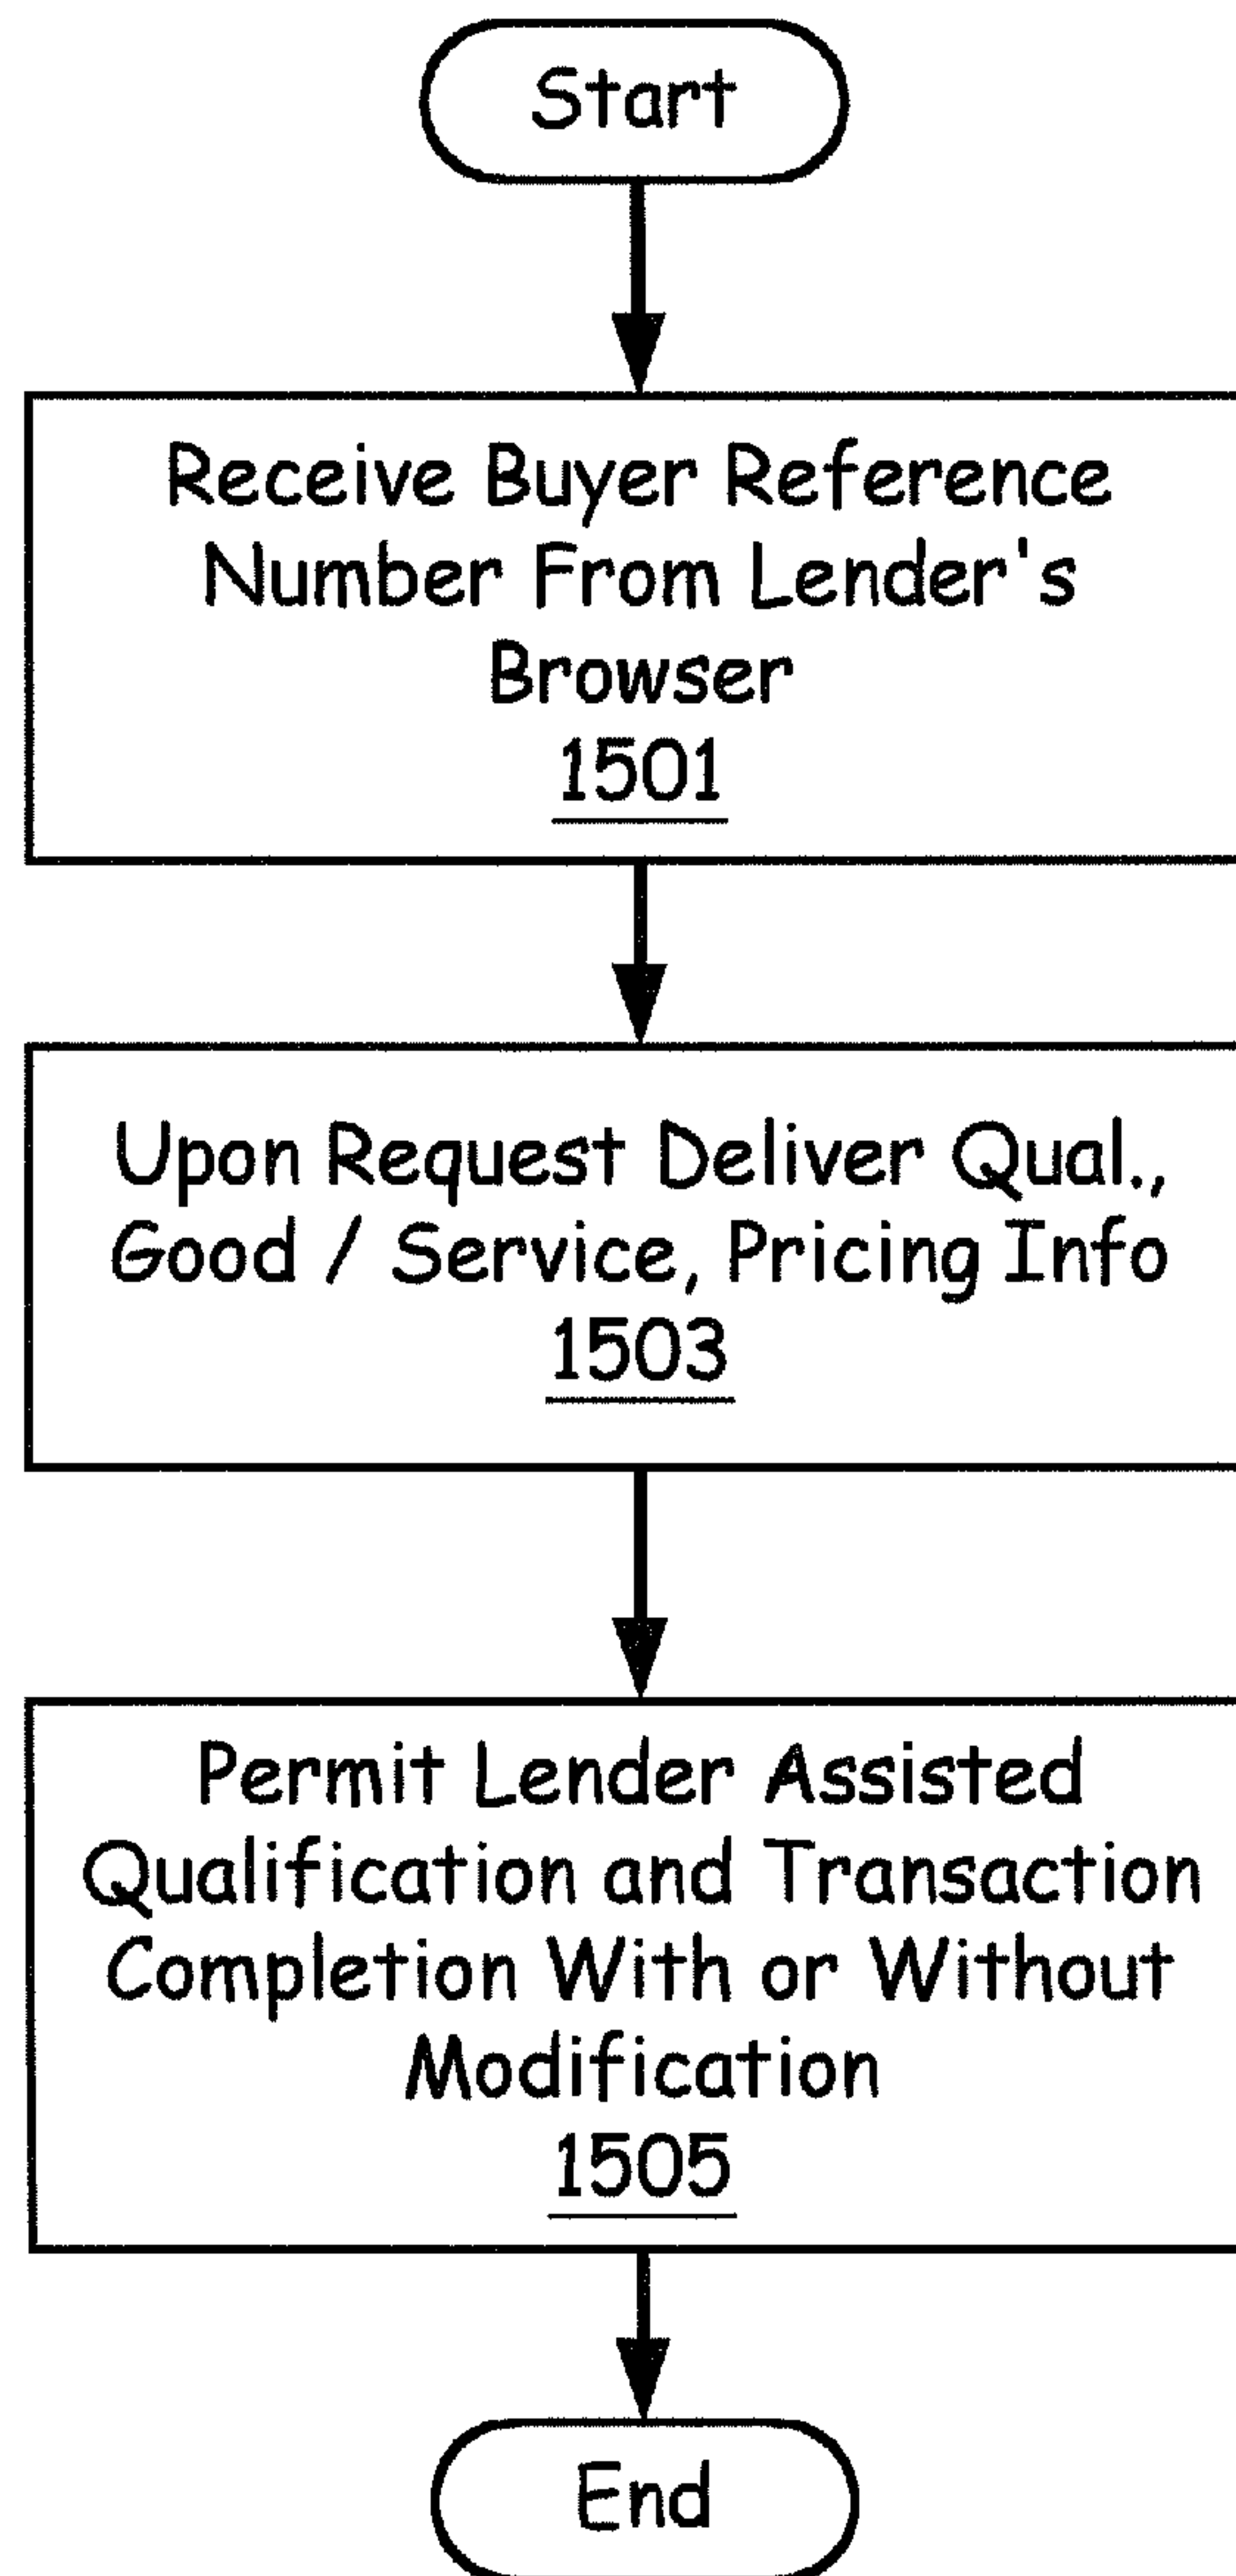 Start
Receive Buyer Reference
Number From Lender's
Browser
1501
Upon Request Deliver Qual.,
Good / Service, Pricing Info
1503
Permit Lender Assisted
Qualification and Transaction
Completion With or Without
Modification
1505
End